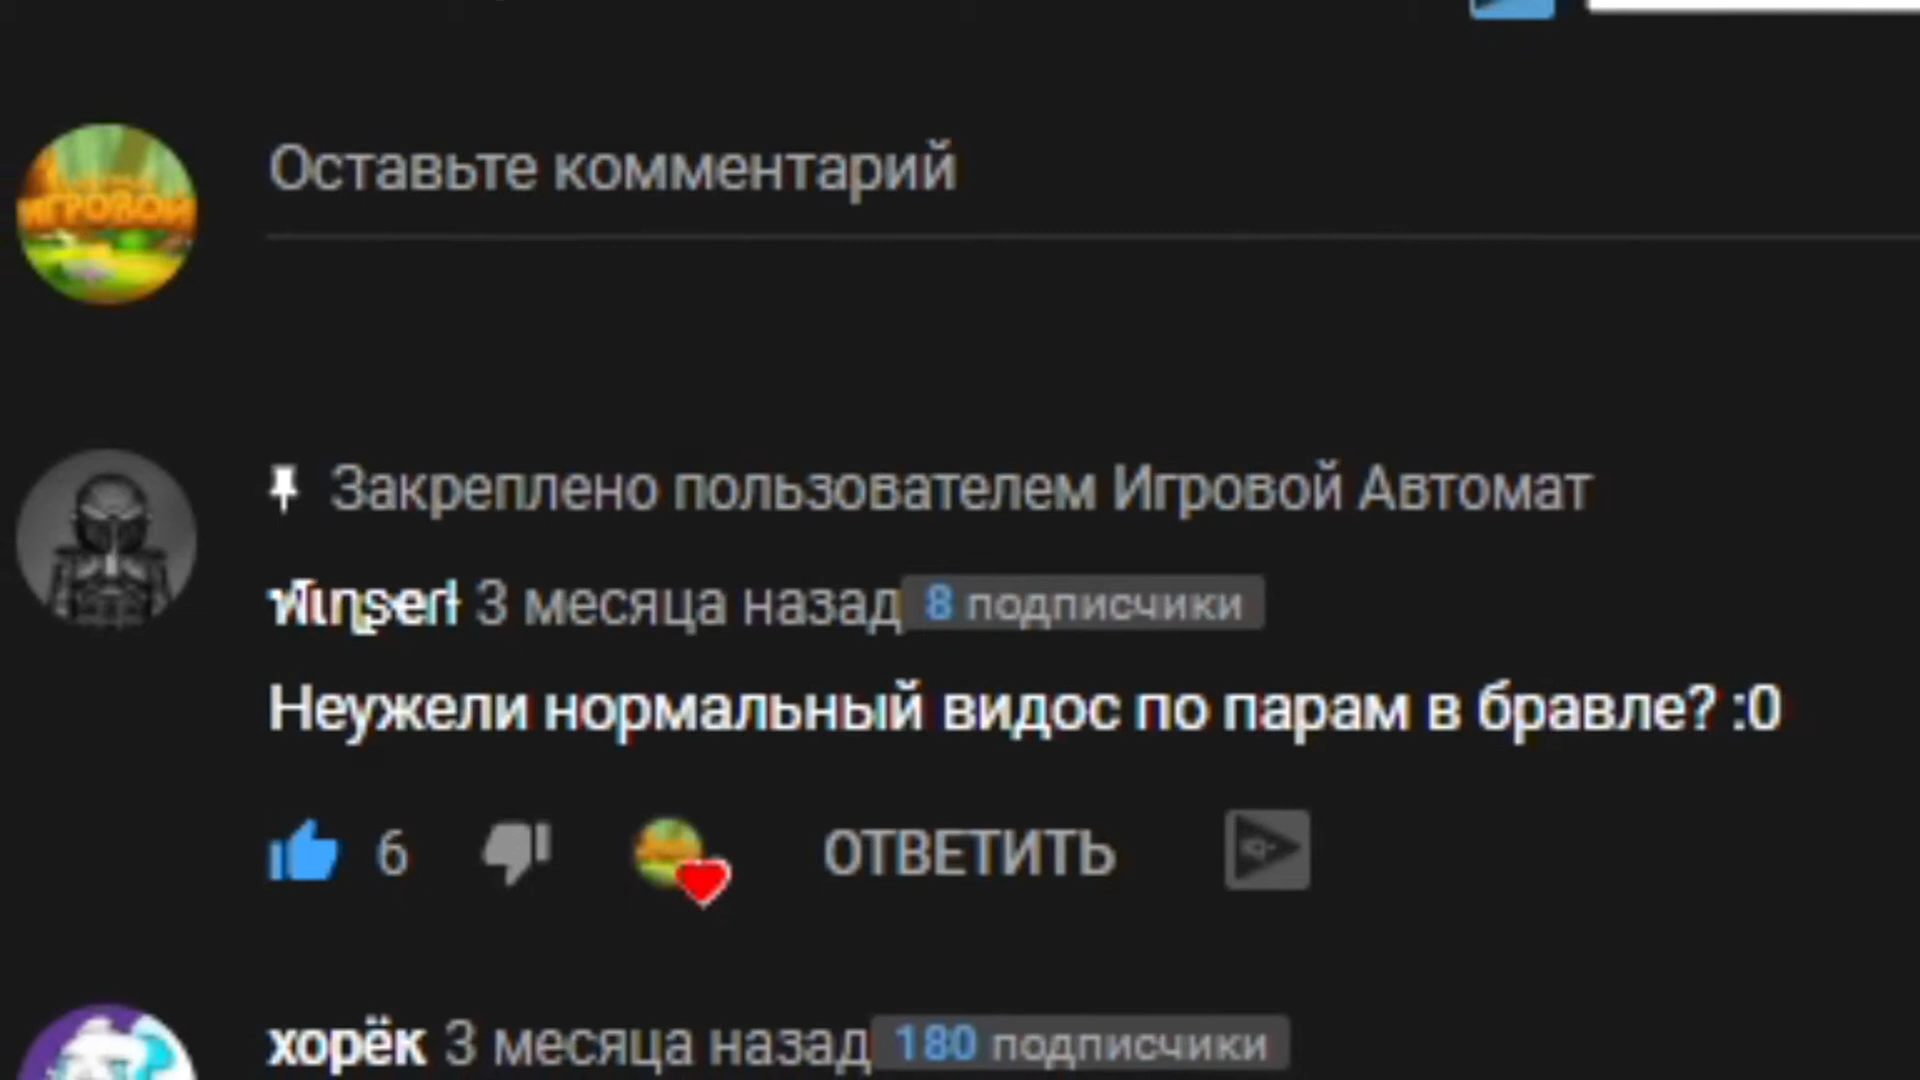 Оставьте комментарий
ИГРОВОЙ
Закреплено пользователем Игровой Автомат
3 месяца назад 8 подписчики
Неужели нормальный видос по парам в бравле? :0
6 ОТВЕТИТЬ
хорёк 3 месяца назад 180 подписчики